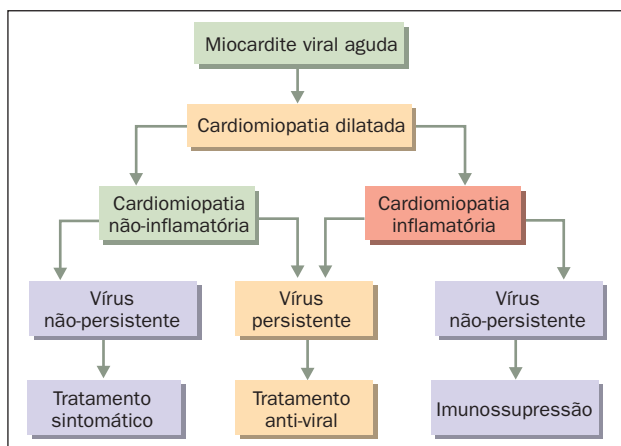 Miocardite viral aguda
Cardiomiopatia dilatada
Cardiomiopatia
não-inflamatória
Cardiomiopatia
inflamatória
Vírus
não-persistente
Vírus
persistente
Vírus
não-persistente
Tratamento
sintomático
Tratamento
anti-viral
Imunossupressão